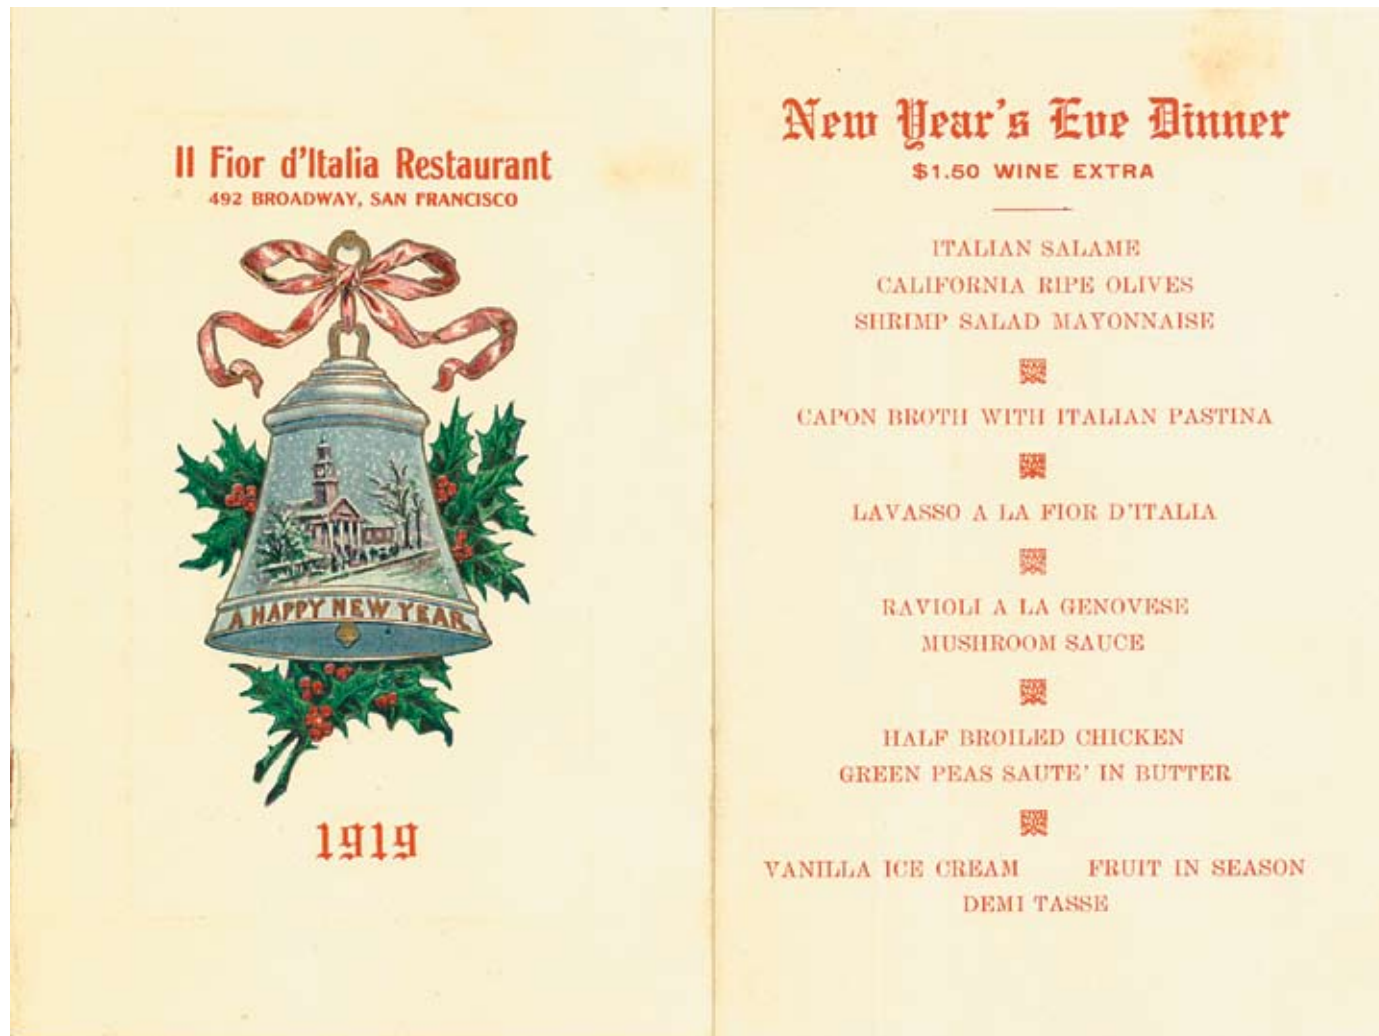 Il Fior d'Italia Restaurant
492 BROADWAY, SAN FRANCISCO
A HAPPY NEW YEAR
1919
New Year's Eve Dinner
$1.50 WINE EXTRA
ITALIAN SALAME
CALIFORNIA RIPE OLIVES
SHRIMP SALAD MAYONNAISE
CAPON BROTH WITH ITALIAN PASTINA
LAVASSO A LA FIOR D'ITALIA
RAVIOLI A LA GENOVESE
MUSHROOM SAUCE
HALF BROILED CHICKEN
GREEN PEAS SAUTE' IN BUTTER
VANILLA ICE CREAM FRUIT IN SEASON
DEMI TASSE